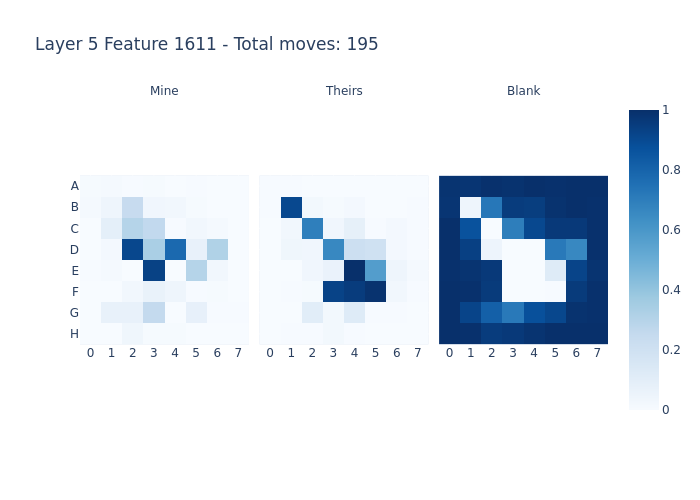 Layer 5 Feature 1611 - Total moves: 195
Mine Theirs Blank
1
0.8
0.6
0.4
0.2
0
A
B
C
D
E
F
G
H
0 1 2 3 4 5 6 7 0 1 2 3 4 5 6 7 0 1 2 3 4 5 6 7